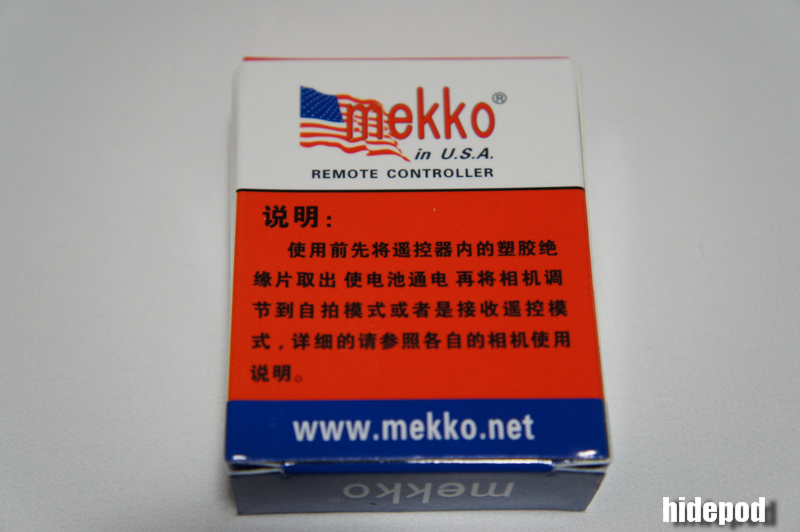 mekko®
in U.S.A.
REMOTE CONTROLLER
说明:
使用前先将遥控器内的塑胶绝
缘片取出 使电池通电 再将相机调
节到自拍模式或者是接收遥控模
式,详细的请参照各自的相机使用
说明。
www.mekko.net
mekko®
hidepod